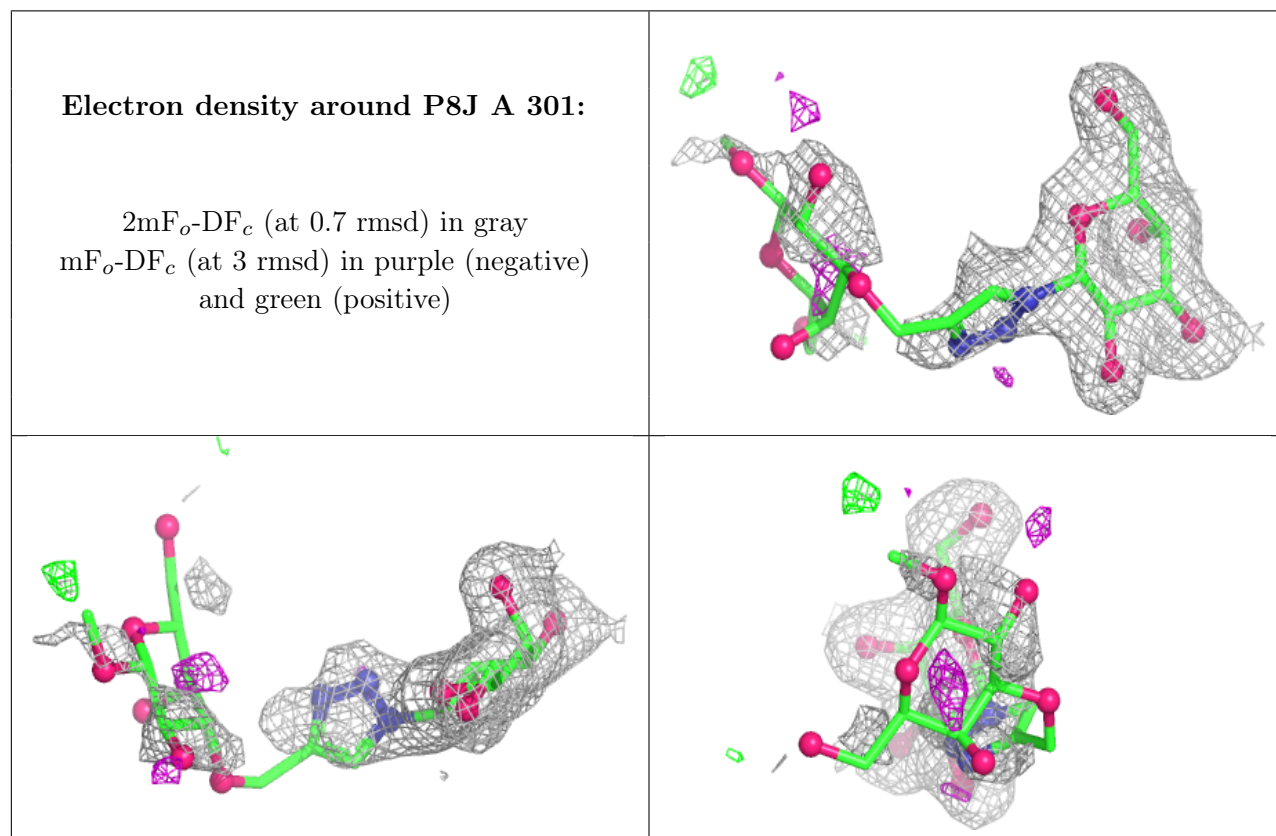 Electron density around P8J A 301:
2mFo-DFc (at 0.7 rmsd) in gray
mFo-DFc (at 3 rmsd) in purple (negative)
and green (positive)